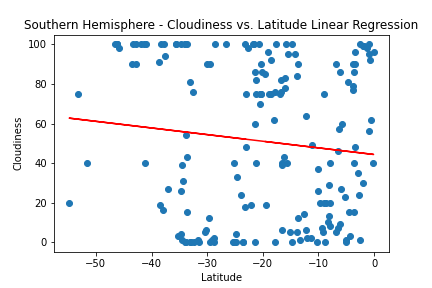 Southern Hemisphere - Cloudiness vs. Latitude Linear Regression
100
80
60
40
20
0
Cloudiness
−50 −40 −30 −20 −10 0
Latitude